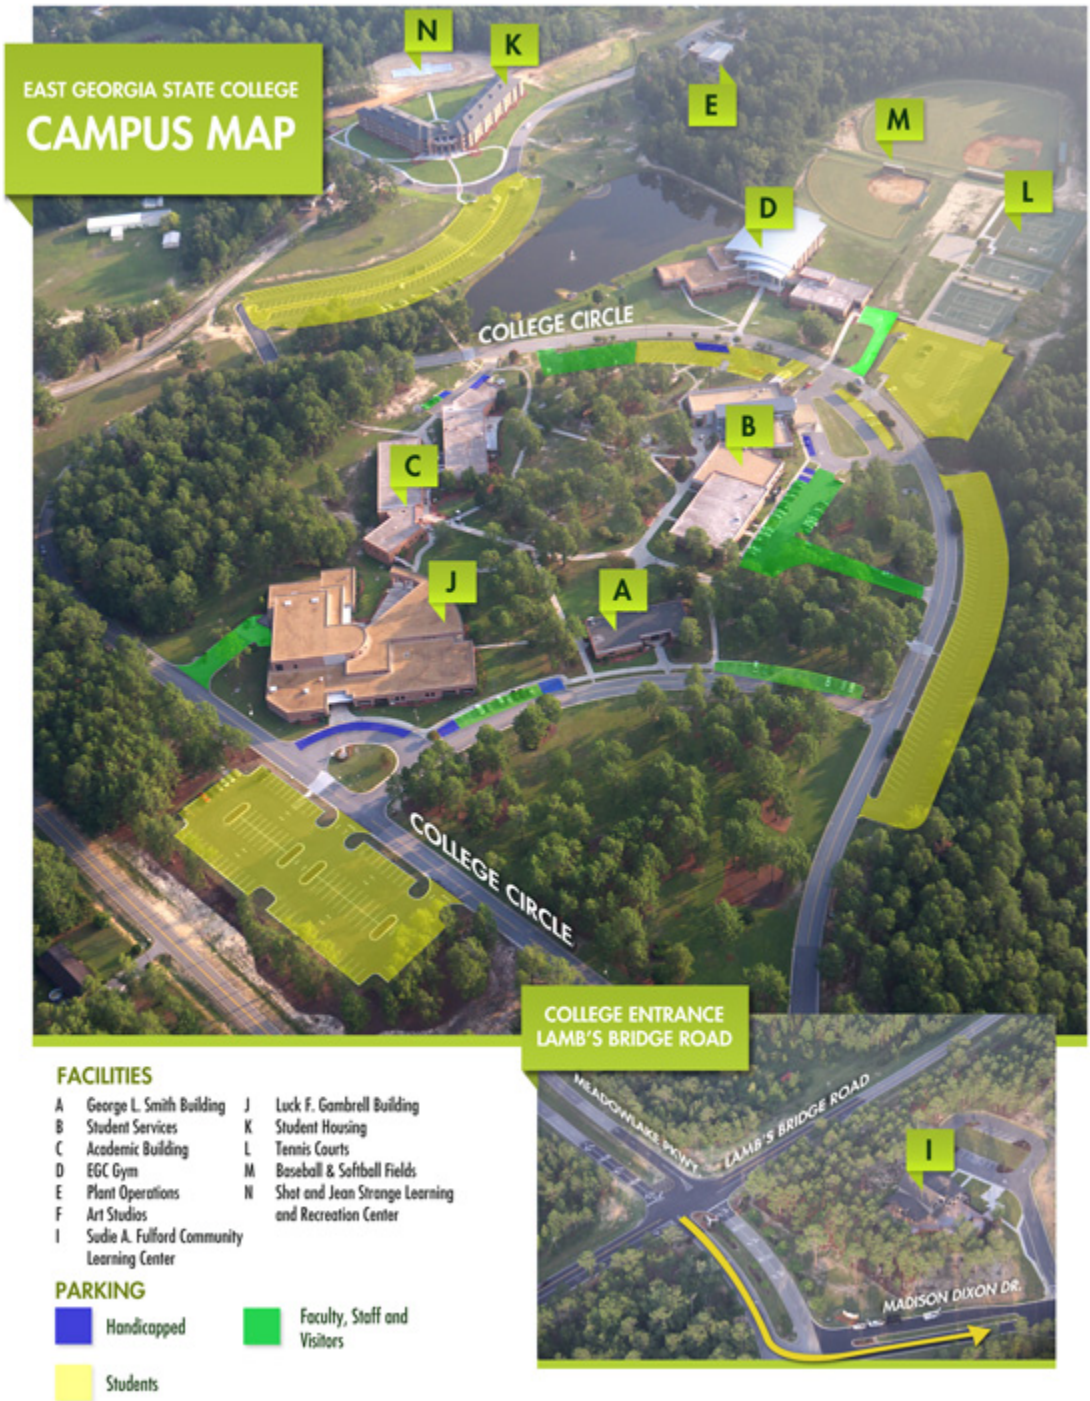 EAST GEORGIA STATE COLLEGE
CAMPUS MAP
N
K
E
M
L
D
COLLEGE CIRCLE
B
C
J
A
COLLEGE CIRCLE
COLLEGE ENTRANCE
LAMB'S BRIDGE ROAD
MEADOWLAKE PKWY
LAMB'S BRIDGE ROAD
I
MADISON DIXON DR.
FACILITIES
A George L. Smith Building
B Student Services
C Academic Building
D EGC Gym
E Plant Operations
F Art Studios
I Sudie A. Fulford Community
Learning Center
J Luck F. Gambrell Building
K Student Housing
L Tennis Courts
M Baseball & Softball Fields
N Shot and Jean Strange Learning
and Recreation Center
PARKING
Handicapped
Faculty, Staff and
Visitors
Students